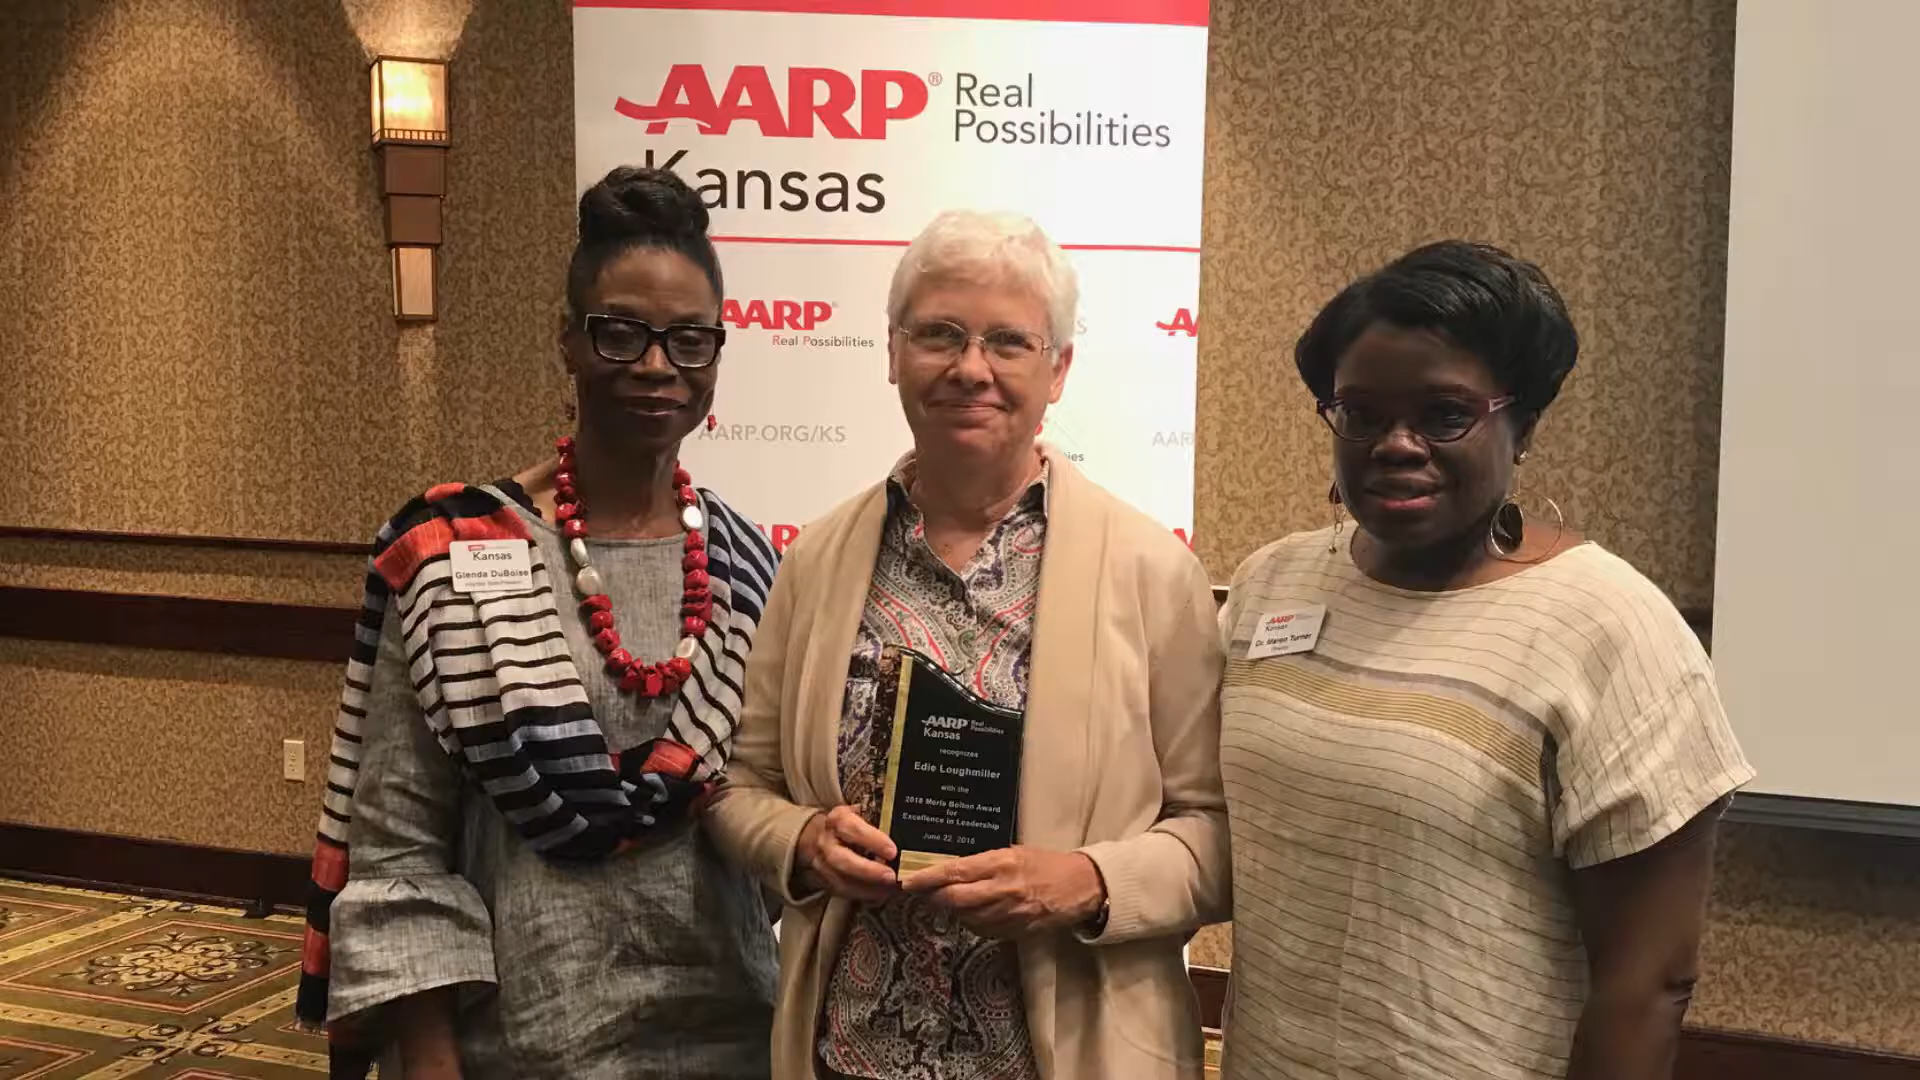 AARP® Real
Possibilities
Kansas
AARP®
Real Possibilities
AARP.ORG/KS
AARP
Kansas
Glenda DuBoise
AARP
Kansas
Dr. Maren Turner
Director
AARP Real
Possibilities
Kansas
recognizes
Edie Loughmiller
with the
2018 Merle Bolton Award
for
Excellence in Leadership
June 22, 2018